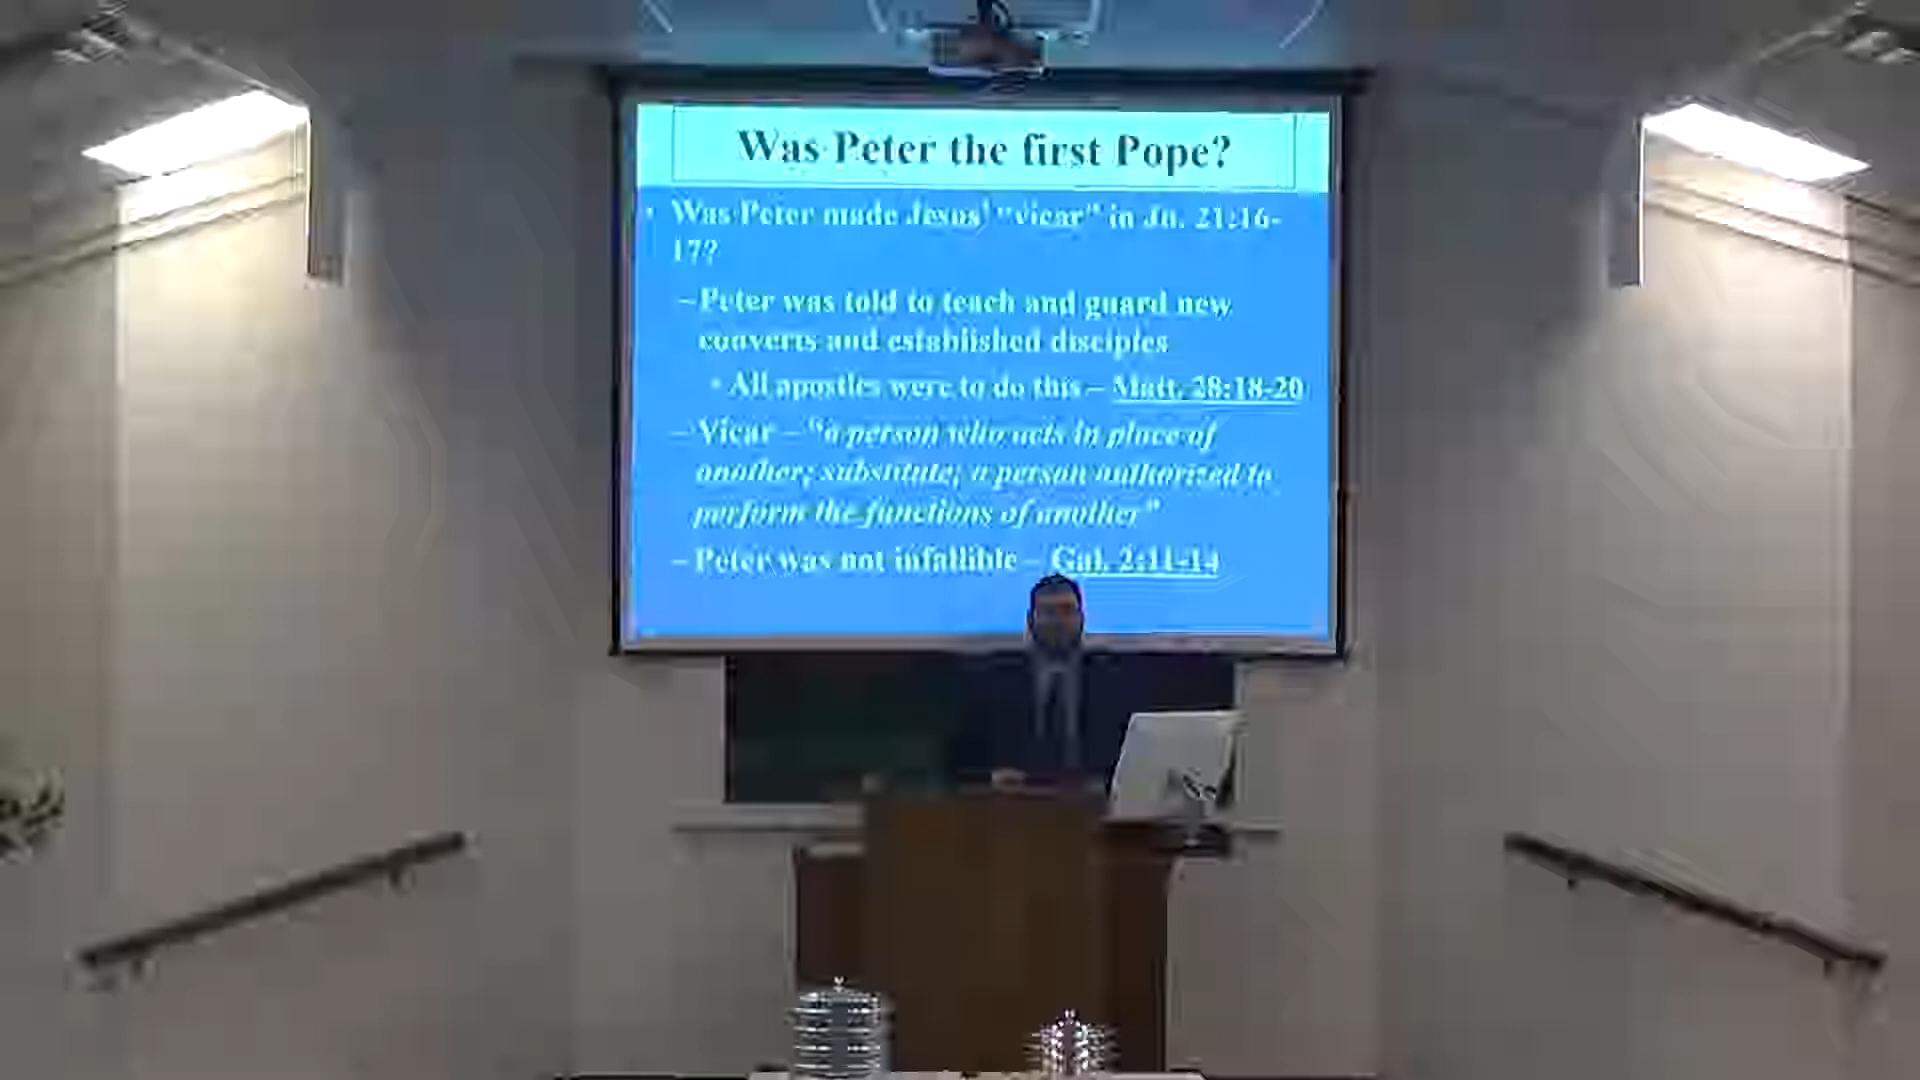 Was Peter the first Pope?
• Was Peter made Jesus' "vicar" in Jn. 21:16-
17?
– Peter was told to teach and guard new
converts and established disciples
• All apostles were to do this – Matt. 28:18-20
– Vicar – "a person who acts in place of
another; substitute; a person authorized to
perform the functions of another"
– Peter was not infallible – Gal. 2:11-14